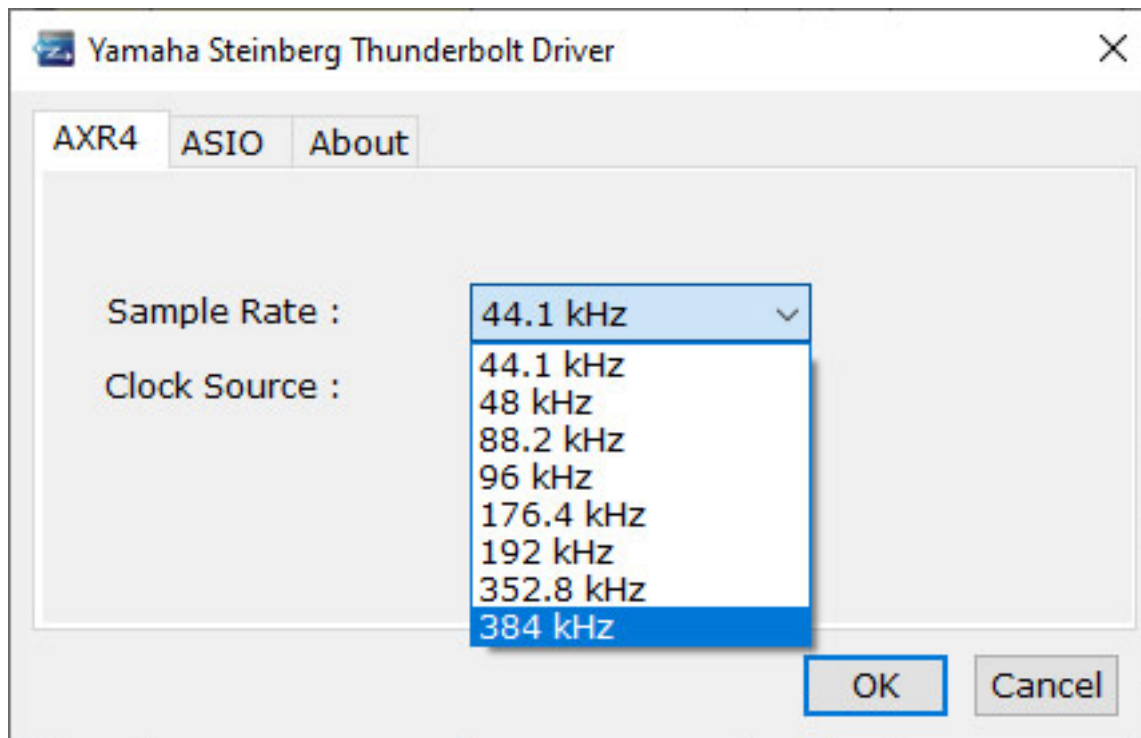 Yamaha Steinberg Thunderbolt Driver
AXR4 ASIO About
Sample Rate : 44.1 kHz
44.1 kHz
Clock Source :
48 kHz
88.2 kHz
96 kHz
176.4 kHz
192 kHz
352.8 kHz
384 kHz
OK Cancel